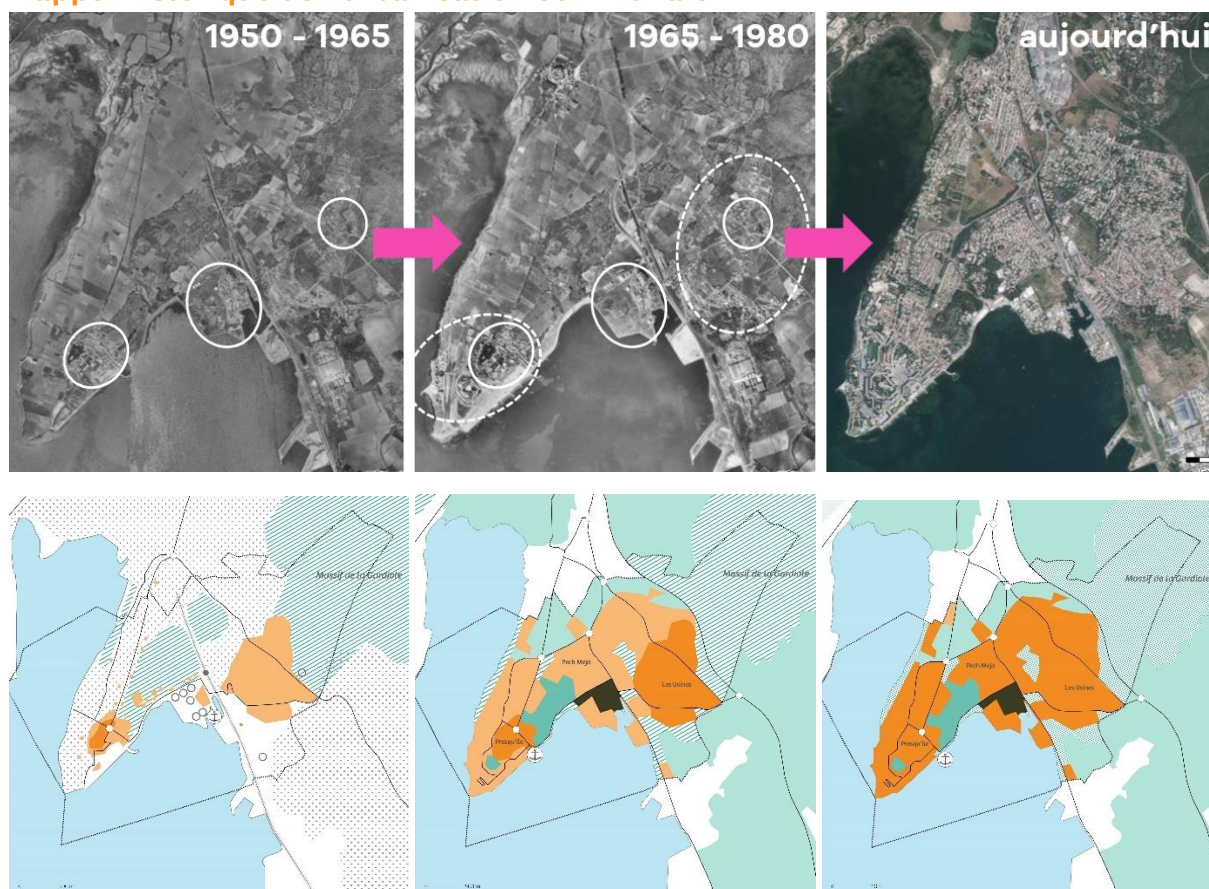 1950 - 1965
1965 - 1980
aujourd'hui
Massif de la Gardiole
Massif de la Gardiole
Pech Meja
Les Usines
Presqu'île
Massif de la Gardiole
Pech Meja
Les Usines
Presqu'île